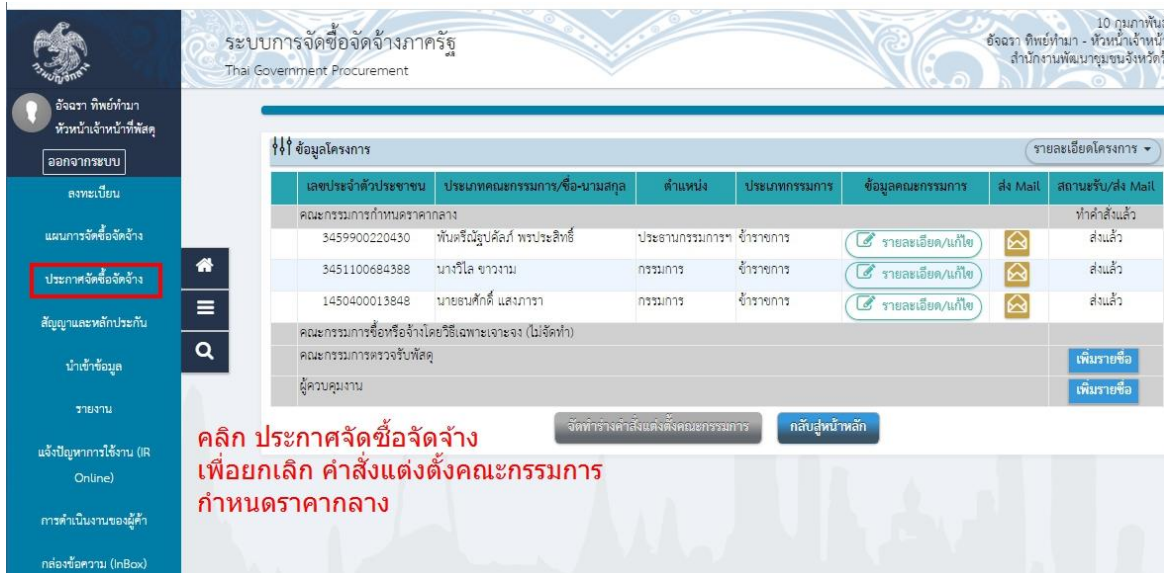 ระบบการจัดซื้อจัดจ้างภาครัฐ
Thai Government Procurement
10 กุมภาพัน
อัจฉรา ทิพย์ทำมา - หัวหน้าเจ้าหน้า
สำนักงานพัฒนาชุมชนจังหวัด
กรมบัญชีกลาง
อัจฉรา ทิพย์ทำมา
หัวหน้าเจ้าหน้าที่พัสดุ
ออกจากระบบ
ลงทะเบียน
แผนการจัดซื้อจัดจ้าง
ประกาศจัดซื้อจัดจ้าง
สัญญาและหลักประกัน
นำเข้าข้อมูล
รายงาน
แจ้งปัญหาการใช้งาน (IR
Online)
การดำเนินงานของผู้ค้า
กล่องข้อความ (InBox)
ข้อมูลโครงการ
รายละเอียดโครงการ
เลขประจำตัวประชาชน ประเภทคณะกรรมการ/ชื่อ-นามสกุล ตำแหน่ง ประเภทกรรมการ ข้อมูลคณะกรรมการ ส่ง Mail สถานะรับ/ส่ง Mail
คณะกรรมการกำหนดราคากลาง ทำคำสั่งแล้ว
3459900220430 พันตรีณัฐปคัลภ์ พรประสิทธิ์ ประธานกรรมการฯ ข้าราชการ รายละเอียด/แก้ไข ส่งแล้ว
3451100684388 นางวิไล ขาวงาม กรรมการ ข้าราชการ รายละเอียด/แก้ไข ส่งแล้ว
1450400013848 นายธนศักดิ์ แสงภารา กรรมการ ข้าราชการ รายละเอียด/แก้ไข ส่งแล้ว
คณะกรรมการซื้อหรือจ้างโดยวิธีเฉพาะเจาะจง (ไม่จัดทำ)
คณะกรรมการตรวจรับพัสดุ เพิ่มรายชื่อ
ผู้ควบคุมงาน เพิ่มรายชื่อ
จัดทำร่างคำสั่งแต่งตั้งคณะกรรมการ กลับสู่หน้าหลัก
คลิก ประกาศจัดซื้อจัดจ้าง
เพื่อยกเลิก คำสั่งแต่งตั้งคณะกรรมการ
กำหนดราคากลาง